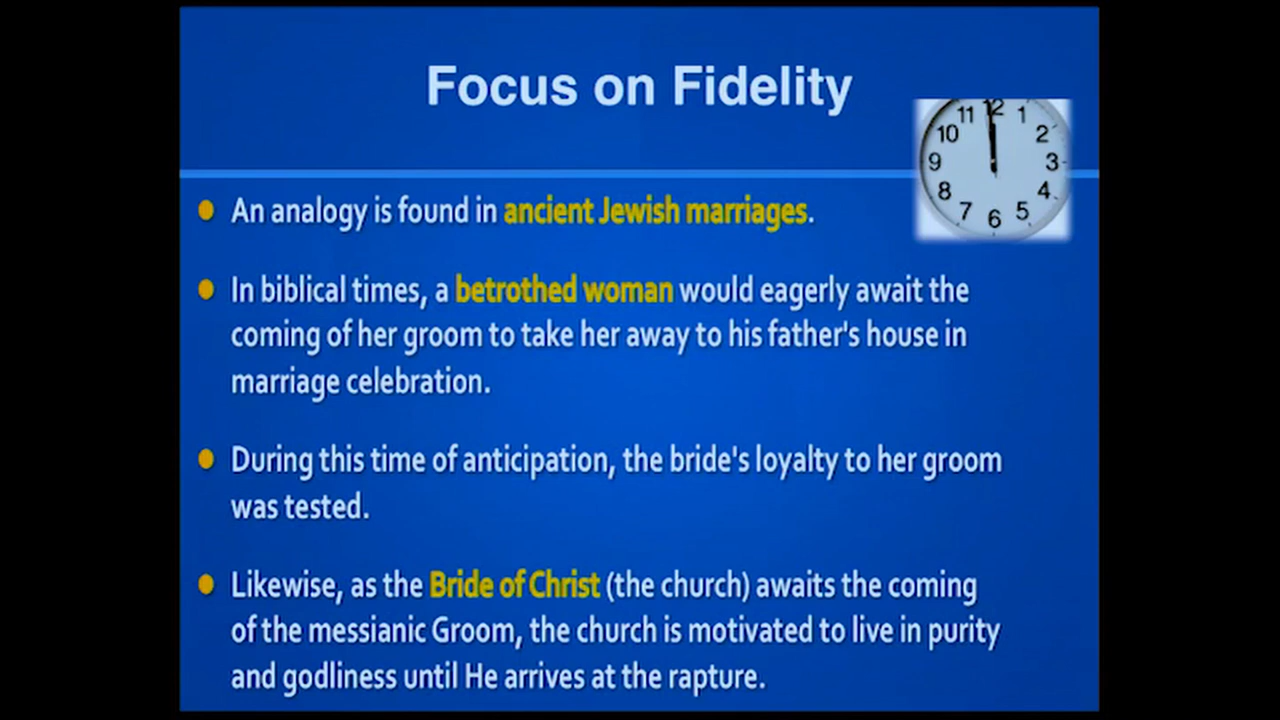 Focus on Fidelity
11 12 1
10 2
9 3
8 4
7 6 5
An analogy is found in ancient Jewish marriages.
In biblical times, a betrothed woman would eagerly await the
coming of her groom to take her away to his father's house in
marriage celebration.
During this time of anticipation, the bride's loyalty to her groom
was tested.
Likewise, as the Bride of Christ (the church) awaits the coming
of the messianic Groom, the church is motivated to live in purity
and godliness until He arrives at the rapture.